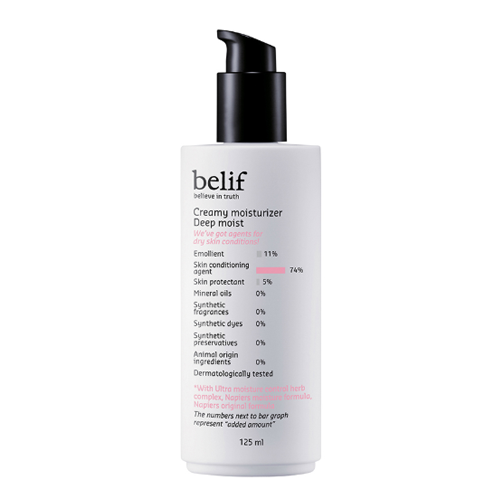 belif
believe in truth
Creamy moisturizer
Deep moist
We've got agents for
dry skin conditions!
Emollient 11%
Skin conditioning
agent 74%
Skin protectant 5%
Mineral oils 0%
Synthetic
fragrances 0%
Synthetic dyes 0%
Synthetic
preservatives 0%
Animal origin
ingredients 0%
Dermatologically tested
"With Ultra herb
complex, Napiers formula,
Napiers original
The numbers next to bar graph
represent "added amount"
125 ml